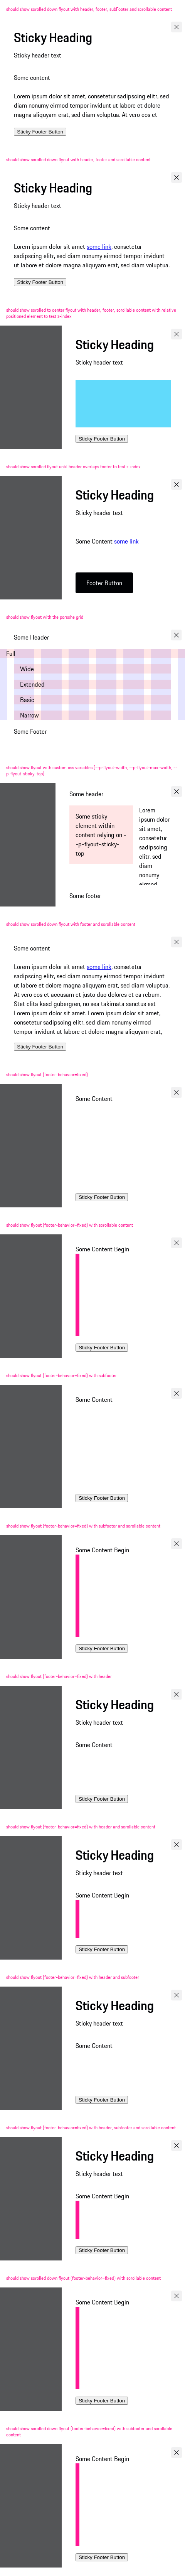 should show scrolled down flyout with header, footer, subFooter and scrollable content
Sticky Heading
Sticky header text
Some content
Lorem ipsum dolor sit amet, consetetur sadipscing elitr, sed
diam nonumy eirmod tempor invidunt ut labore et dolore
magna aliquyam erat, sed diam voluptua. At vero eos et
Sticky Footer Button
should show scrolled down flyout with header, footer and scrollable content
Sticky Heading
Sticky header text
Some content
Lorem ipsum dolor sit amet some link, consetetur
sadipscing elitr, sed diam nonumy eirmod tempor invidunt
ut labore et dolore magna aliquyam erat, sed diam voluptua.
Sticky Footer Button
should show scrolled to center flyout with header, footer, scrollable content with relative
positioned element to test z-index
Sticky Heading
Sticky header text
Sticky Footer Button
should show scrolled flyout until header overlaps footer to test z-index
Sticky Heading
Sticky header text
Some Content some link
Footer Button
should show flyout with the porsche grid
Some Header
Full
Wide
Extended
Basic
Narrow
Some Footer
should show flyout with custom css variables (--p-flyout-width, --p-flyout-max-width, --
p-flyout-sticky-top)
Some header
Some sticky
element within
content relying on -
-p-flyout-sticky-
top
Lorem
ipsum dolor
sit amet,
consetetur
sadipscing
elitr, sed
diam
nonumy
eirmod
Some footer
should show scrolled down flyout with footer and scrollable content
Some content
Lorem ipsum dolor sit amet some link, consetetur
sadipscing elitr, sed diam nonumy eirmod tempor invidunt
ut labore et dolore magna aliquyam erat, sed diam voluptua.
At vero eos et accusam et justo duo dolores et ea rebum.
Stet clita kasd gubergren, no sea takimata sanctus est
Lorem ipsum dolor sit amet. Lorem ipsum dolor sit amet,
consetetur sadipscing elitr, sed diam nonumy eirmod
tempor invidunt ut labore et dolore magna aliquyam erat,
Sticky Footer Button
should show flyout (footer-behavior=fixed)
Some Content
Sticky Footer Button
should show flyout (footer-behavior=fixed) with scrollable content
Some Content Begin
Sticky Footer Button
should show flyout (footer-behavior=fixed) with subfooter
Some Content
Sticky Footer Button
should show flyout (footer-behavior=fixed) with subfooter and scrollable content
Some Content Begin
Sticky Footer Button
should show flyout (footer-behavior=fixed) with header
Sticky Heading
Sticky header text
Some Content
Sticky Footer Button
should show flyout (footer-behavior=fixed) with header and scrollable content
Sticky Heading
Sticky header text
Some Content Begin
Sticky Footer Button
should show flyout (footer-behavior=fixed) with header and subfooter
Sticky Heading
Sticky header text
Some Content
Sticky Footer Button
should show flyout (footer-behavior=fixed) with header, subfooter and scrollable content
Sticky Heading
Sticky header text
Some Content Begin
Sticky Footer Button
should show scrolled down flyout (footer-behavior=fixed) with scrollable content
Some Content Begin
Sticky Footer Button
should show scrolled down flyout (footer-behavior=fixed) with subfooter and scrollable
content
Some Content Begin
Sticky Footer Button